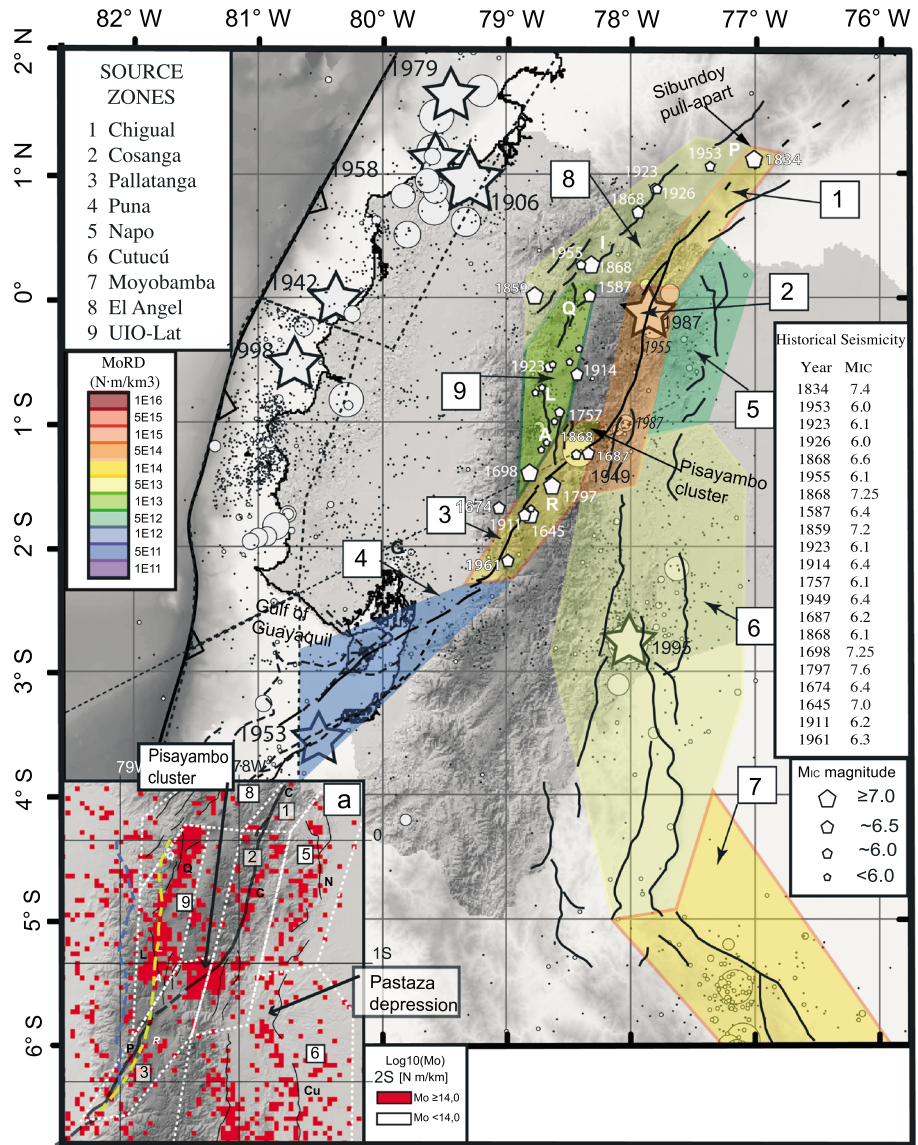 82° W
81° W
80° W
79° W
78° W
77° W
76° W
2° N
1° N
0°
1° S
2° S
3° S
4° S
5° S
6° S
SOURCE
ZONES
1 Chigual
2 Cosanga
3 Pallatanga
4 Puna
5 Napo
6 Cutucú
7 Moyobamba
8 El Angel
9 UIO-Lat
MoRD
(N·m/km3)
1E16
5E15
1E15
5E14
1E14
5E13
1E13
5E12
1E12
5E11
1E11
1979
1958
1906
1942
1998
Sibundoy
pull-apart
P
1834
1953
1923
1926
1868
8
1
I
1955
1868
1859
1587
Q
2
1987
1955
1923
1914
L
9
5
1757
1987
A
1868
1687
1949
Pisayambo
cluster
1698
1797
R
1674
1911
1645
3
1961
4
G
Gulf of
Guayaquil
6
1995
1953
7
Historical Seismicity
Year MIC
1834 7.4
1953 6.0
1923 6.1
1926 6.0
1868 6.6
1955 6.1
1868 7.25
1587 6.4
1859 7.2
1923 6.1
1914 6.4
1757 6.1
1949 6.4
1687 6.2
1868 6.1
1698 7.25
1797 7.6
1674 6.4
1645 7.0
1911 6.2
1961 6.3
MIC magnitude
≥7.0
~6.5
~6.0
<6.0
Pisayambo
cluster
79W
78W
a
8
C
1
0
2
5
Q
C
N
9
L
A
1S
Pastaza
depression
P
R
3
6
Cu
2S
Log10(Mo)
[N m/km]
Mo ≥14,0
Mo <14,0